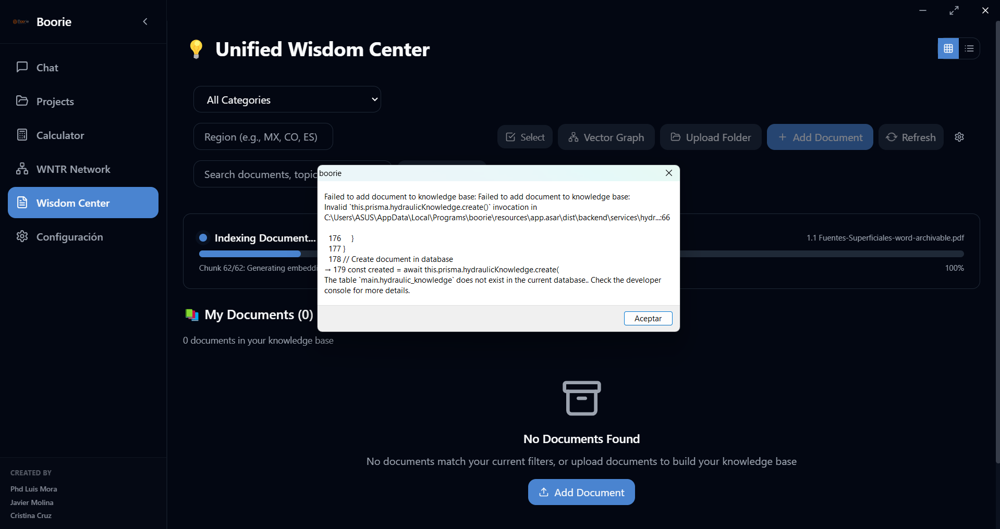 Boorie
Boorie
Chat
Projects
Calculator
WNTR Network
Wisdom Center
Configuración
CREATED BY
Phd Luis Mora
Javier Molina
Cristina Cruz
Unified Wisdom Center
All Categories
Region (e.g., MX, CO, ES)
Select
Vector Graph
Upload Folder
Add Document
Refresh
Search documents, topic
boorie
Failed to add document to knowledge base: Failed to add document to knowledge base:
Invalid `this.prisma.hydraulicKnowledge.create()` invocation in
C:\Users\ASUS\AppData\Local\Programs\boorie\resources\app.asar\dist\backend\services\hydr...:66
176 }
177 }
178 // Create document in database
→ 179 const created = await this.prisma.hydraulicKnowledge.create(
The table `main.hydraulic_knowledge` does not exist in the current database.. Check the developer
console for more details.
Aceptar
Indexing Document...
1.1 Fuentes-Superficiales-word-archivable.pdf
Chunk 62/62: Generating embeddi
100%
My Documents (0)
0 documents in your knowledge base
No Documents Found
No documents match your current filters, or upload documents to build your knowledge base
Add Document